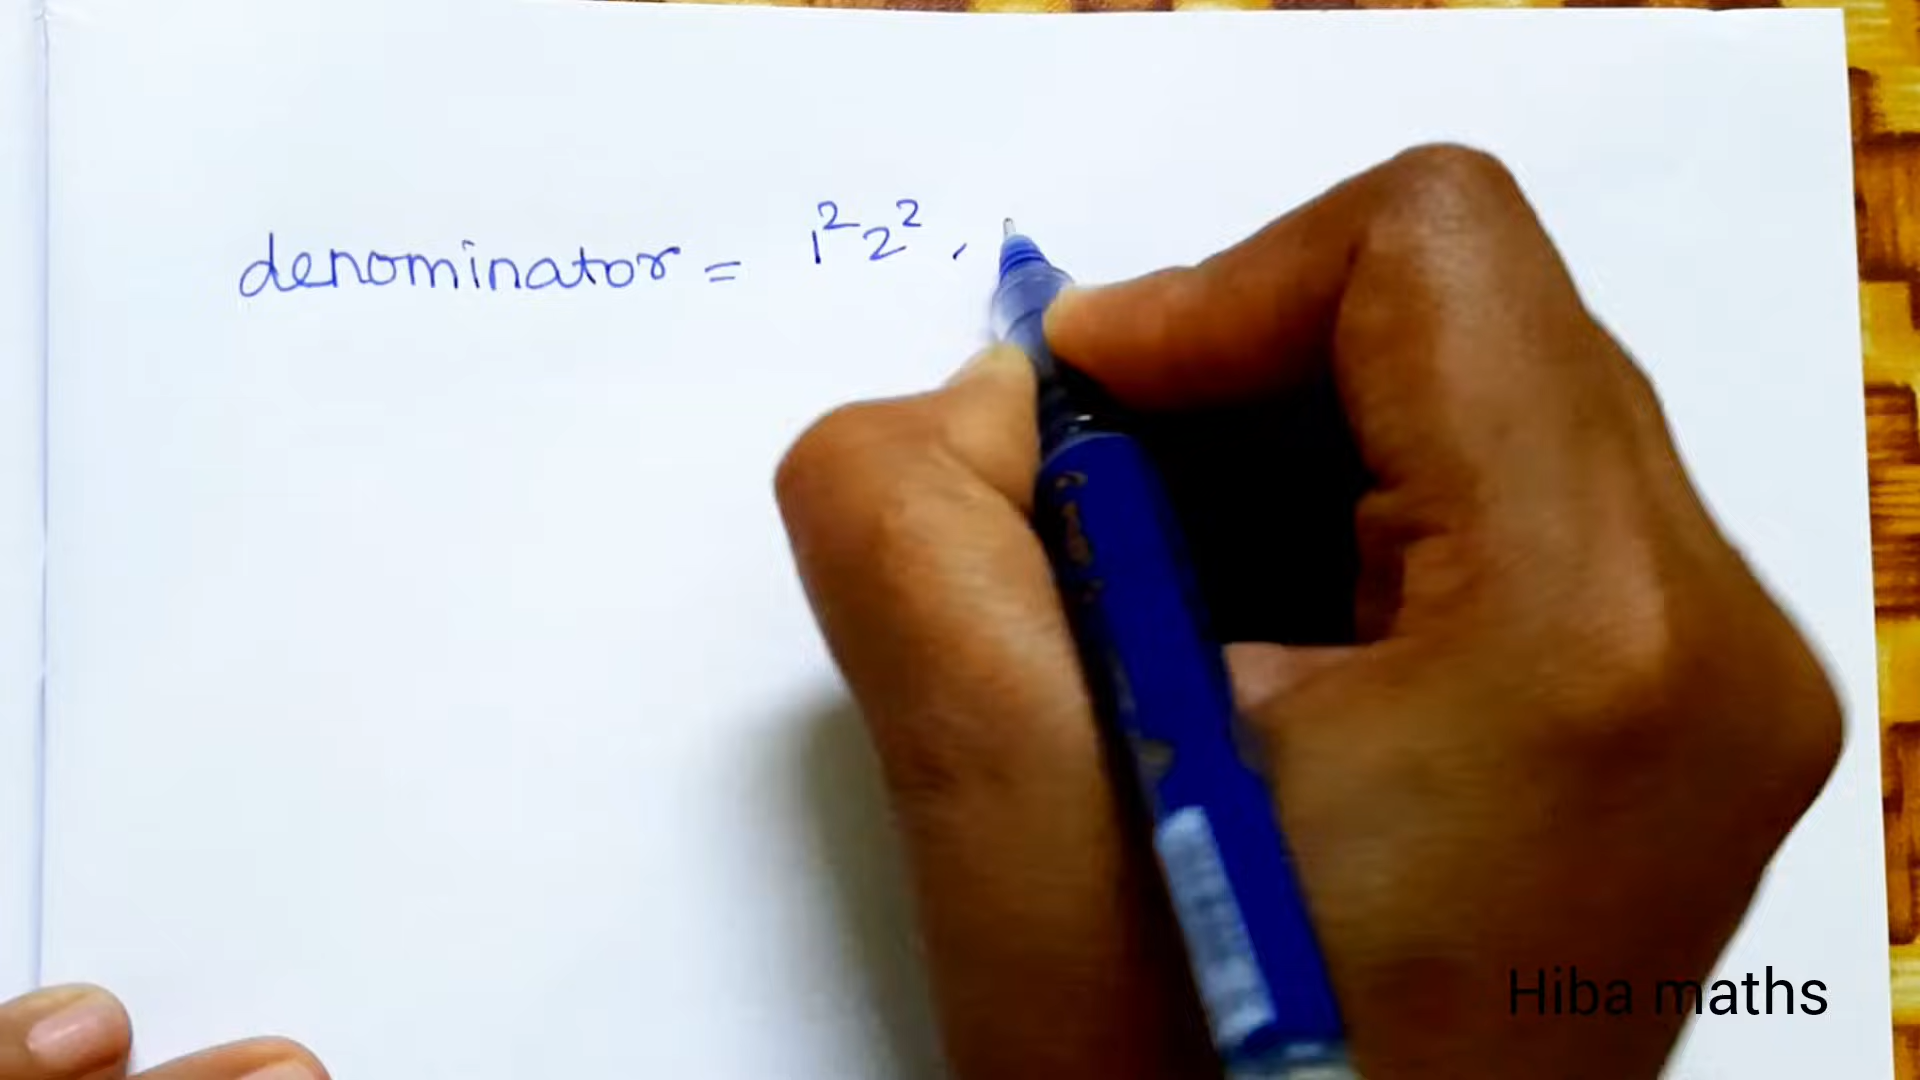 denominator = 1²2² ,
Hiba maths